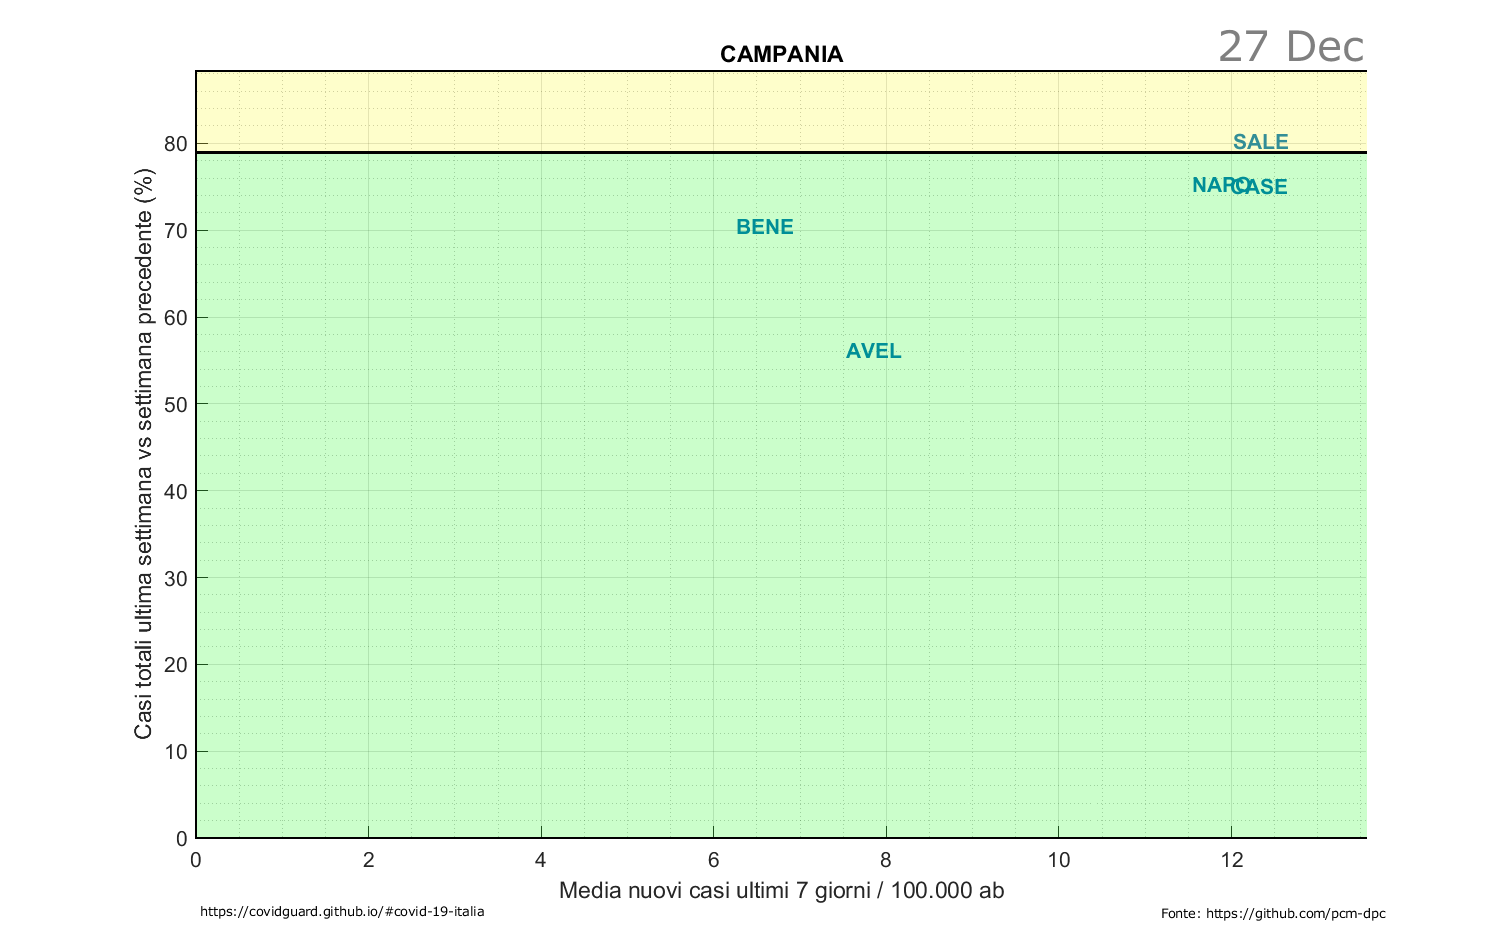 CAMPANIA
27 Dec
Casi totali ultima settimana vs settimana precedente (%)
80
70
60
50
40
30
20
10
0
SALE
NAPO
CASE
BENE
AVEL
0 2 4 6 8 10 12
Media nuovi casi ultimi 7 giorni / 100.000 ab
https://covidguard.github.io/#covid-19-italia
Fonte: https://github.com/pcm-dpc